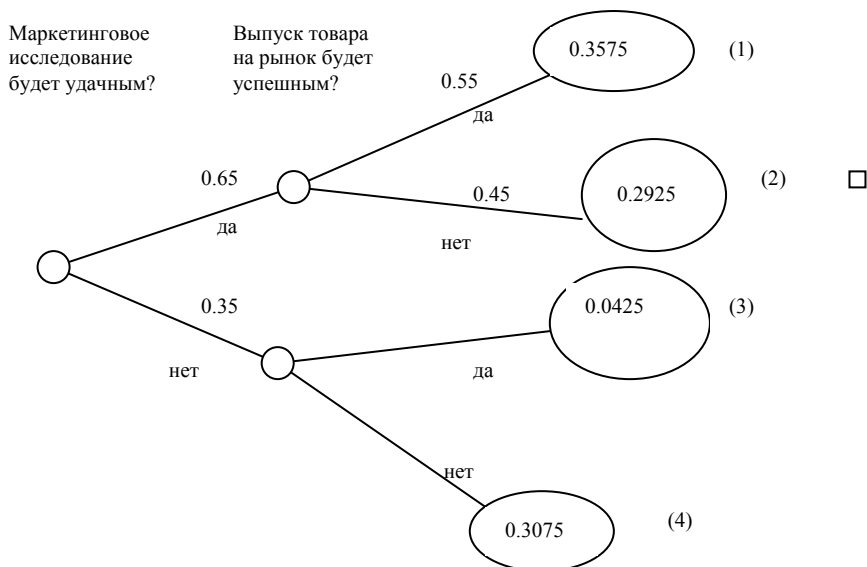 Маркетинговое
исследование
будет удачным?
Выпуск товара
на рынок будет
успешным?
0.3575
(1)
0.55
да
0.65
да
0.45
нет
0.2925
(2)
0.35
нет
0.0425
(3)
да
нет
0.3075
(4)